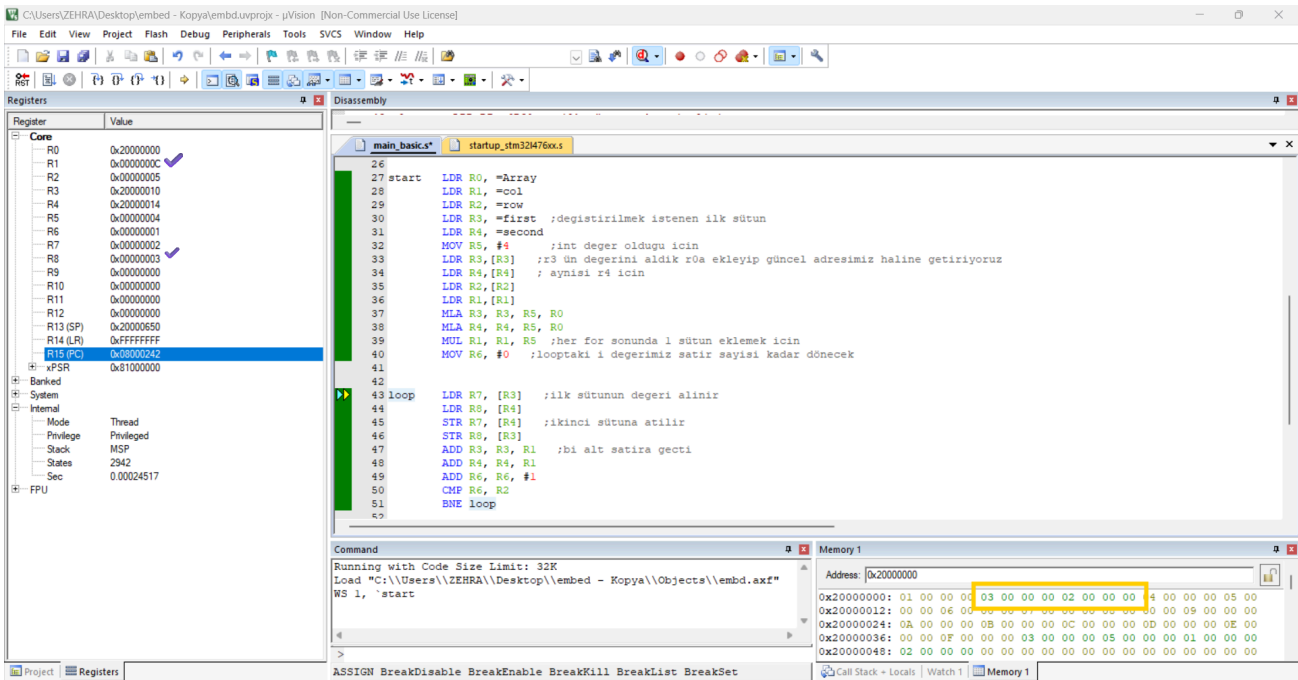 C:\Users\ZEHRA\Desktop\embed - Kopya\embd.uvprojx - µVision [Non-Commercial Use License]
File Edit View Project Flash Debug Peripherals Tools SVCS Window Help
RST
Registers
Register Value
Core
R0 0x20000000
R1 0x0000000C
R2 0x00000005
R3 0x20000010
R4 0x20000014
R5 0x00000004
R6 0x00000001
R7 0x00000002
R8 0x00000003
R9 0x00000000
R10 0x00000000
R11 0x00000000
R12 0x00000000
R13 (SP) 0x20000650
R14 (LR) 0xFFFFFFFF
R15 (PC) 0x08000242
xPSR 0x81000000
Banked
System
Internal
Mode Thread
Privilege Privileged
Stack MSP
States 2942
Sec 0.00024517
FPU
Project Registers
Disassembly
main_basic.s* startup_stm32l476xx.s
26
27 start LDR R0, =Array
28 LDR R1, =col
29 LDR R2, =row
30 LDR R3, =first ;degistirilmek istenen ilk sütun
31 LDR R4, =second
32 MOV R5, #4 ;int deger oldugu icin
33 LDR R3,[R3] ;r3 ün degerini aldik r0a ekleyip güncel adresimiz haline getiriyoruz
34 LDR R4,[R4] ; aynisi r4 icin
35 LDR R2,[R2]
36 LDR R1,[R1]
37 MLA R3, R3, R5, R0
38 MLA R4, R4, R5, R0
39 MUL R1, R1, R5 ;her for sonunda 1 sütun eklemek icin
40 MOV R6, #0 ;looptaki i degerimiz satir sayisi kadar dönecek
41
42
43 loop LDR R7, [R3] ;ilk sütunun degeri alinir
44 LDR R8, [R4]
45 STR R7, [R4] ;ikinci sütuna atilir
46 STR R8, [R3]
47 ADD R3, R3, R1 ;bi alt satira gecti
48 ADD R4, R4, R1
49 ADD R6, R6, #1
50 CMP R6, R2
51 BNE loop
52
Command
Running with Code Size Limit: 32K
Load "C:\\Users\\ZEHRA\\Desktop\\embed - Kopya\\Objects\\embd.axf"
WS 1, `start
>
ASSIGN BreakDisable BreakEnable BreakKill BreakList BreakSet
Memory 1
Address: 0x20000000
0x20000000: 01 00 00 00 03 00 00 00 02 00 00 00 04 00 00 00 05 00
0x20000012: 00 00 06 00 00 00 07 00 00 00 08 00 00 00 09 00 00 00
0x20000024: 0A 00 00 00 0B 00 00 00 0C 00 00 00 0D 00 00 00 0E 00
0x20000036: 00 00 0F 00 00 00 03 00 00 00 05 00 00 00 01 00 00 00
0x20000048: 02 00 00 00 00 00 00 00 00 00 00 00 00 00 00 00 00 00
Call Stack + Locals Watch 1 Memory 1